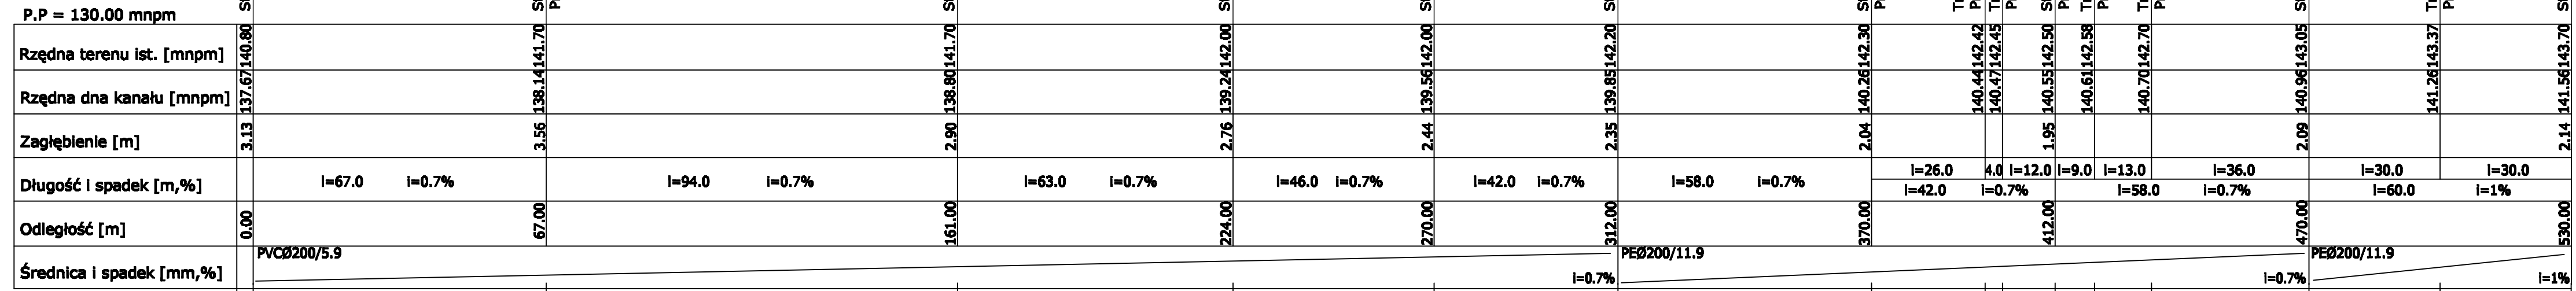 P.P = 130.00 mnpm
Rzędna terenu ist. [mnpm] 140.80 141.70 141.70 142.00 142.00 142.20 142.30 142.42 142.45 142.50 142.58 142.70 143.05 143.37 143.70
Rzędna dna kanału [mnpm] 137.67 138.14 138.80 139.24 139.56 139.85 140.26 140.44 140.47 140.55 140.61 140.70 140.96 141.26 141.56
Zagłębienie [m] 3.13 3.56 2.90 2.76 2.44 2.35 2.04 1.95 2.09 2.14
Długość i spadek [m,%] l=67.0 i=0.7% l=94.0 i=0.7% l=63.0 i=0.7% l=46.0 i=0.7% l=42.0 i=0.7% l=58.0 i=0.7% l=26.0 4.0 l=12.0 l=9.0 l=13.0 l=36.0 l=30.0 l=30.0
l=42.0 i=0.7% l=58.0 i=0.7% l=60.0 i=1%
Odległość [m] 0.00 67.00 161.00 224.00 270.00 312.00 370.00 412.00 470.00 530.00
Średnica i spadek [mm,%] PVCØ200/5.9 PEØ200/11.9 PEØ200/11.9
i=0.7% i=0.7% i=1%